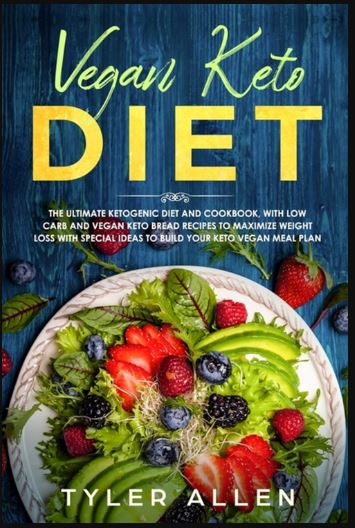 Vegan Keto
DIET
THE ULTIMATE KETOGENIC DIET AND COOKBOOK, WITH LOW
CARB AND VEGAN KETO BREAD RECIPES TO MAXIMIZE WEIGHT
LOSS WITH SPECIAL IDEAS TO BUILD YOUR KETO VEGAN MEAL PLAN
TYLER ALLEN